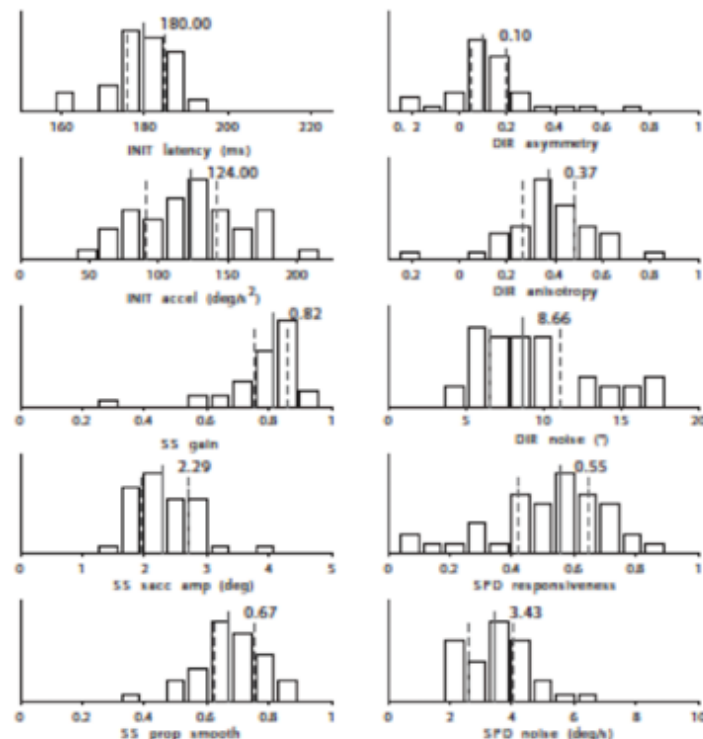 180.00
160 180 200 220
INIT latency (ms)
0.10
0. 2 0 0.2 0.4 0.6 0.8 1
DIR asymmetry
124.00
0 50 100 150 200
INIT accel (deg/s²)
0.37
0.2 0 0.2 0.4 0.6 0.8 1
DIR anisotropy
0.82
0 0.2 0.4 0.6 0.8 1
SS gain
8.66
0 5 10 15 20
DIR noise (°)
2.29
0 1 2 3 4 5
SS sacc amp (deg)
0.55
0 0.2 0.4 0.6 0.8 1
SPD responsiveness
0.67
0 0.2 0.4 0.6 0.8 1
SS prop smooth
3.43
2 4 6 8 10
SPD noise (deg/s)